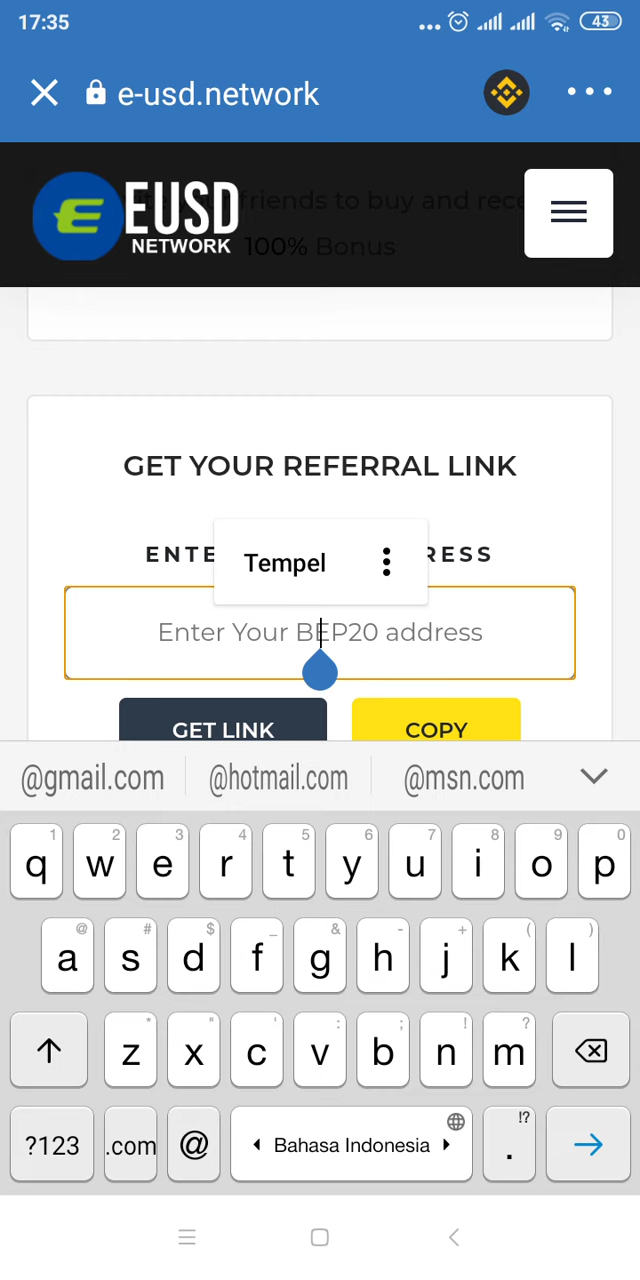 17:35
43
e-usd.network
EUSD
NETWORK
friends to buy and rece
100% Bonus
GET YOUR REFERRAL LINK
ENTE RESS
Tempel
Enter Your BEP20 address
GET LINK
COPY
@gmail.com @hotmail.com @msn.com
1 2 3 4 5 6 7 8 9 0
q w e r t y u i o p
@ # $ _ & - + ( )
a s d f g h j k l
* " ' : ; ! ?
z x c v b n m
!?
?123 .com @ Bahasa Indonesia .